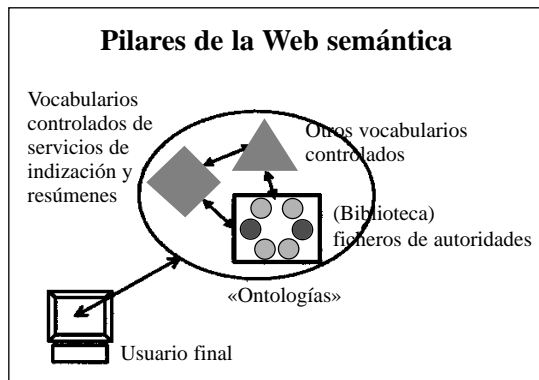 Pilares de la Web semántica
Vocabularios
controlados de
servicios de
indización y
resúmenes
Otros vocabularios
controlados
(Biblioteca)
ficheros de autoridades
«Ontologías»
Usuario final